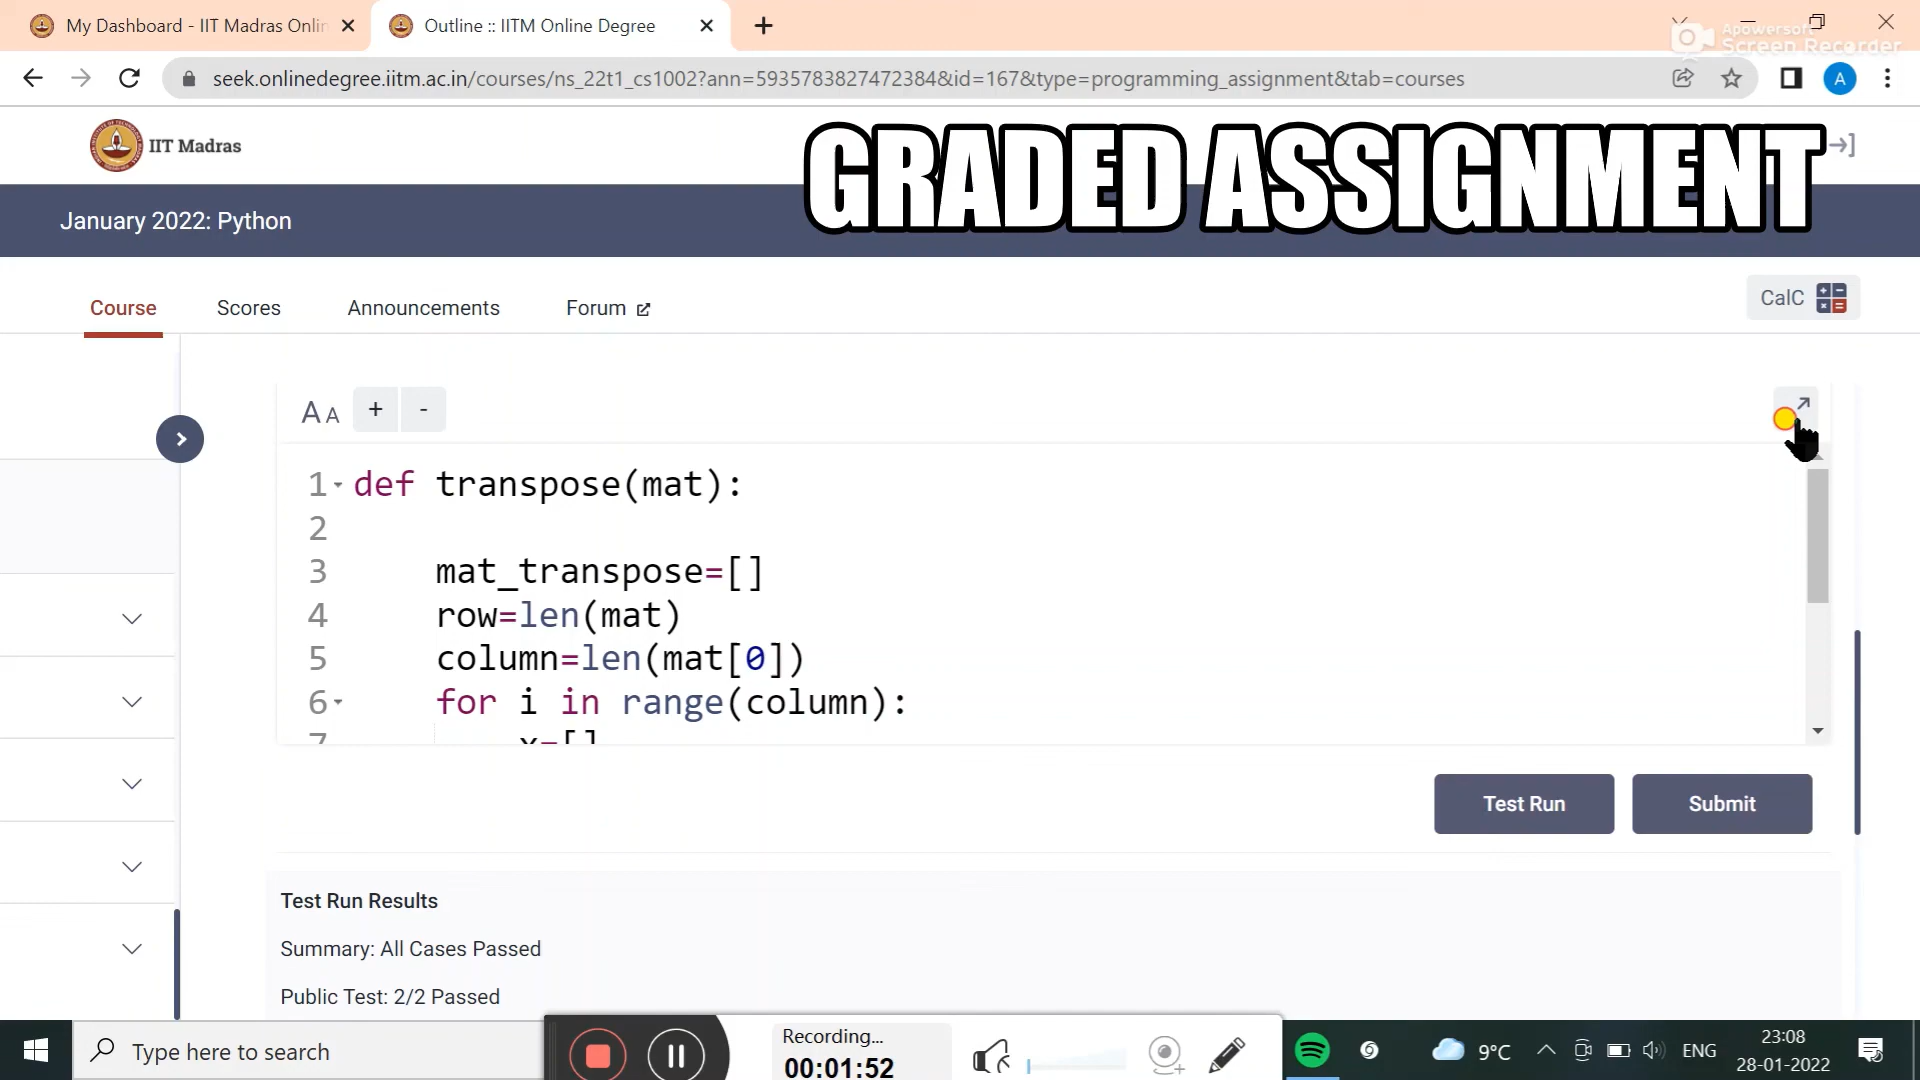 My Dashboard - IIT Madras Onlin
Outline :: IITM Online Degree
Apowersoft
Screen Recorder
seek.onlinedegree.iitm.ac.in/courses/ns_22t1_cs1002?ann=5935783827472384&id=167&type=programming_assignment&tab=courses
A
IIT Madras
GRADED ASSIGNMENT
January 2022: Python
Course
Scores
Announcements
Forum
CalC
A A
+
-
1 def transpose(mat):
2
3 mat_transpose=[]
4 row=len(mat)
5 column=len(mat[0])
6 for i in range(column):
7 x=[]
Test Run
Submit
Test Run Results
Summary: All Cases Passed
Public Test: 2/2 Passed
Type here to search
Recording...
00:01:52
9°C
ENG
23:08
28-01-2022